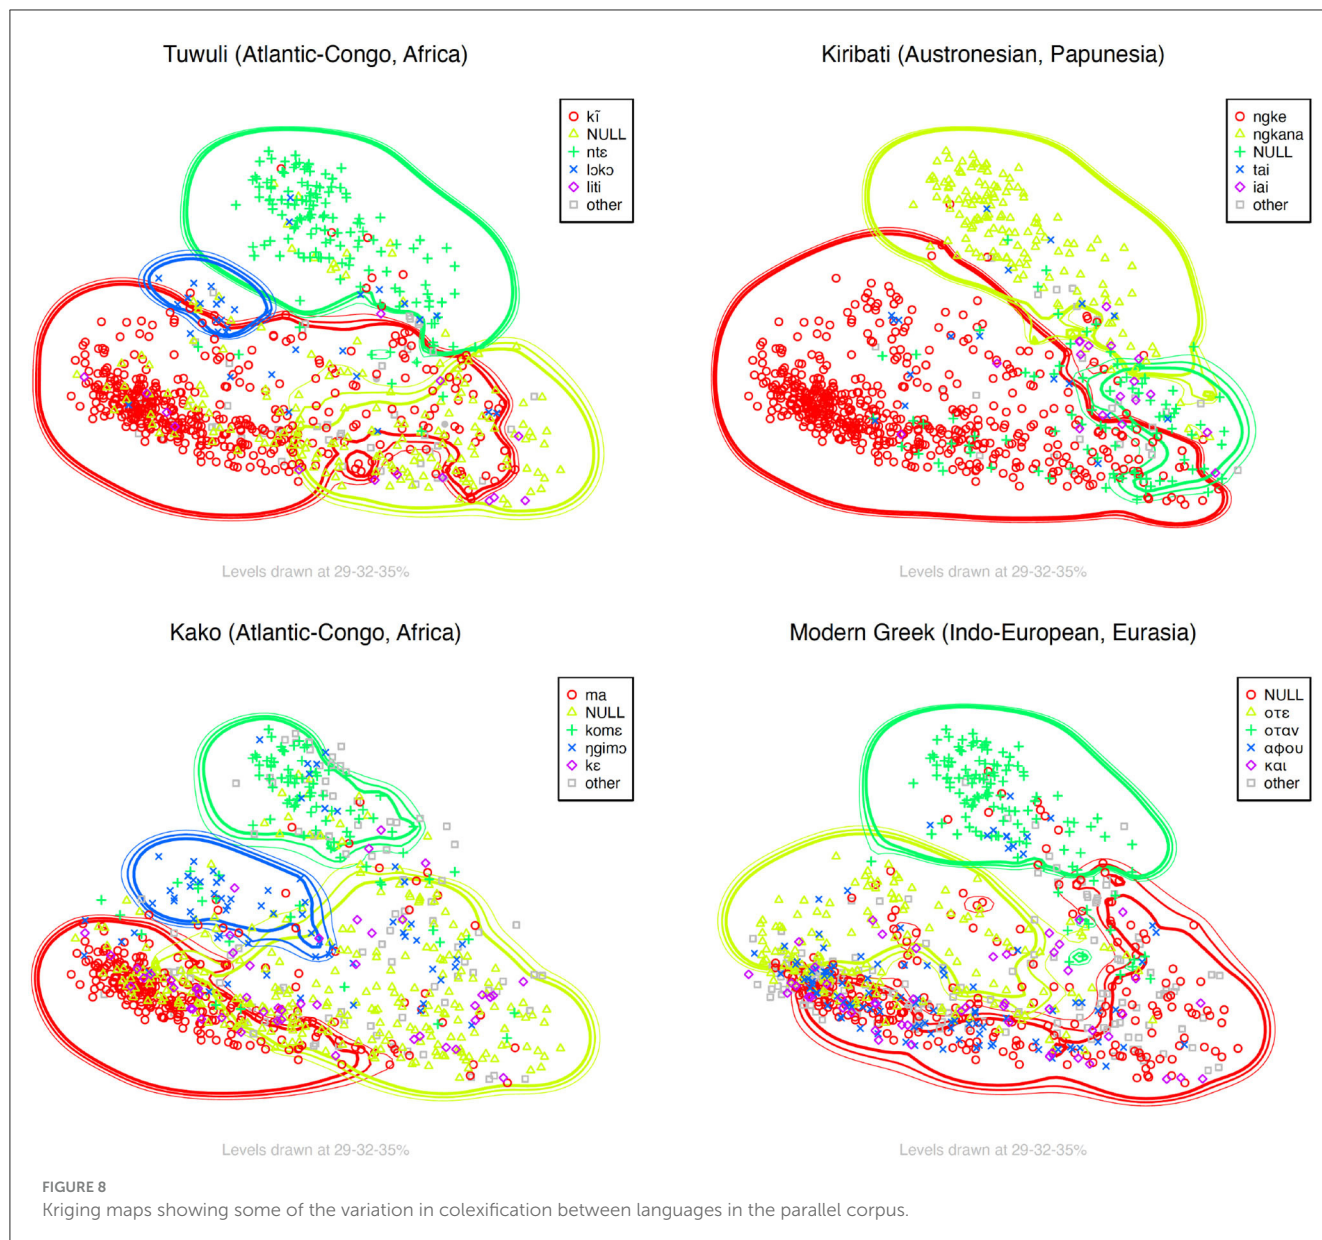 Tuwuli (Atlantic-Congo, Africa)
kĩ
NULL
ntɛ
lɔkɔ
liti
other
Levels drawn at 29-32-35%
Kiribati (Austronesian, Papunesia)
ngke
ngkana
NULL
tai
iai
other
Levels drawn at 29-32-35%
Kako (Atlantic-Congo, Africa)
ma
NULL
komɛ
ŋgimɔ
kɛ
other
Levels drawn at 29-32-35%
Modern Greek (Indo-European, Eurasia)
NULL
οτε
οταν
αφου
και
other
Levels drawn at 29-32-35%
FIGURE 8
Kriging maps showing some of the variation in colexification between languages in the parallel corpus.